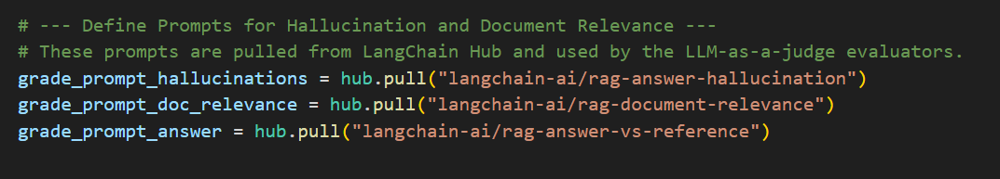 # --- Define Prompts for Hallucination and Document Relevance ---
# These prompts are pulled from LangChain Hub and used by the LLM-as-a-judge evaluators.
grade_prompt_hallucinations = hub.pull("langchain-ai/rag-answer-hallucination")
grade_prompt_doc_relevance = hub.pull("langchain-ai/rag-document-relevance")
grade_prompt_answer = hub.pull("langchain-ai/rag-answer-vs-reference")